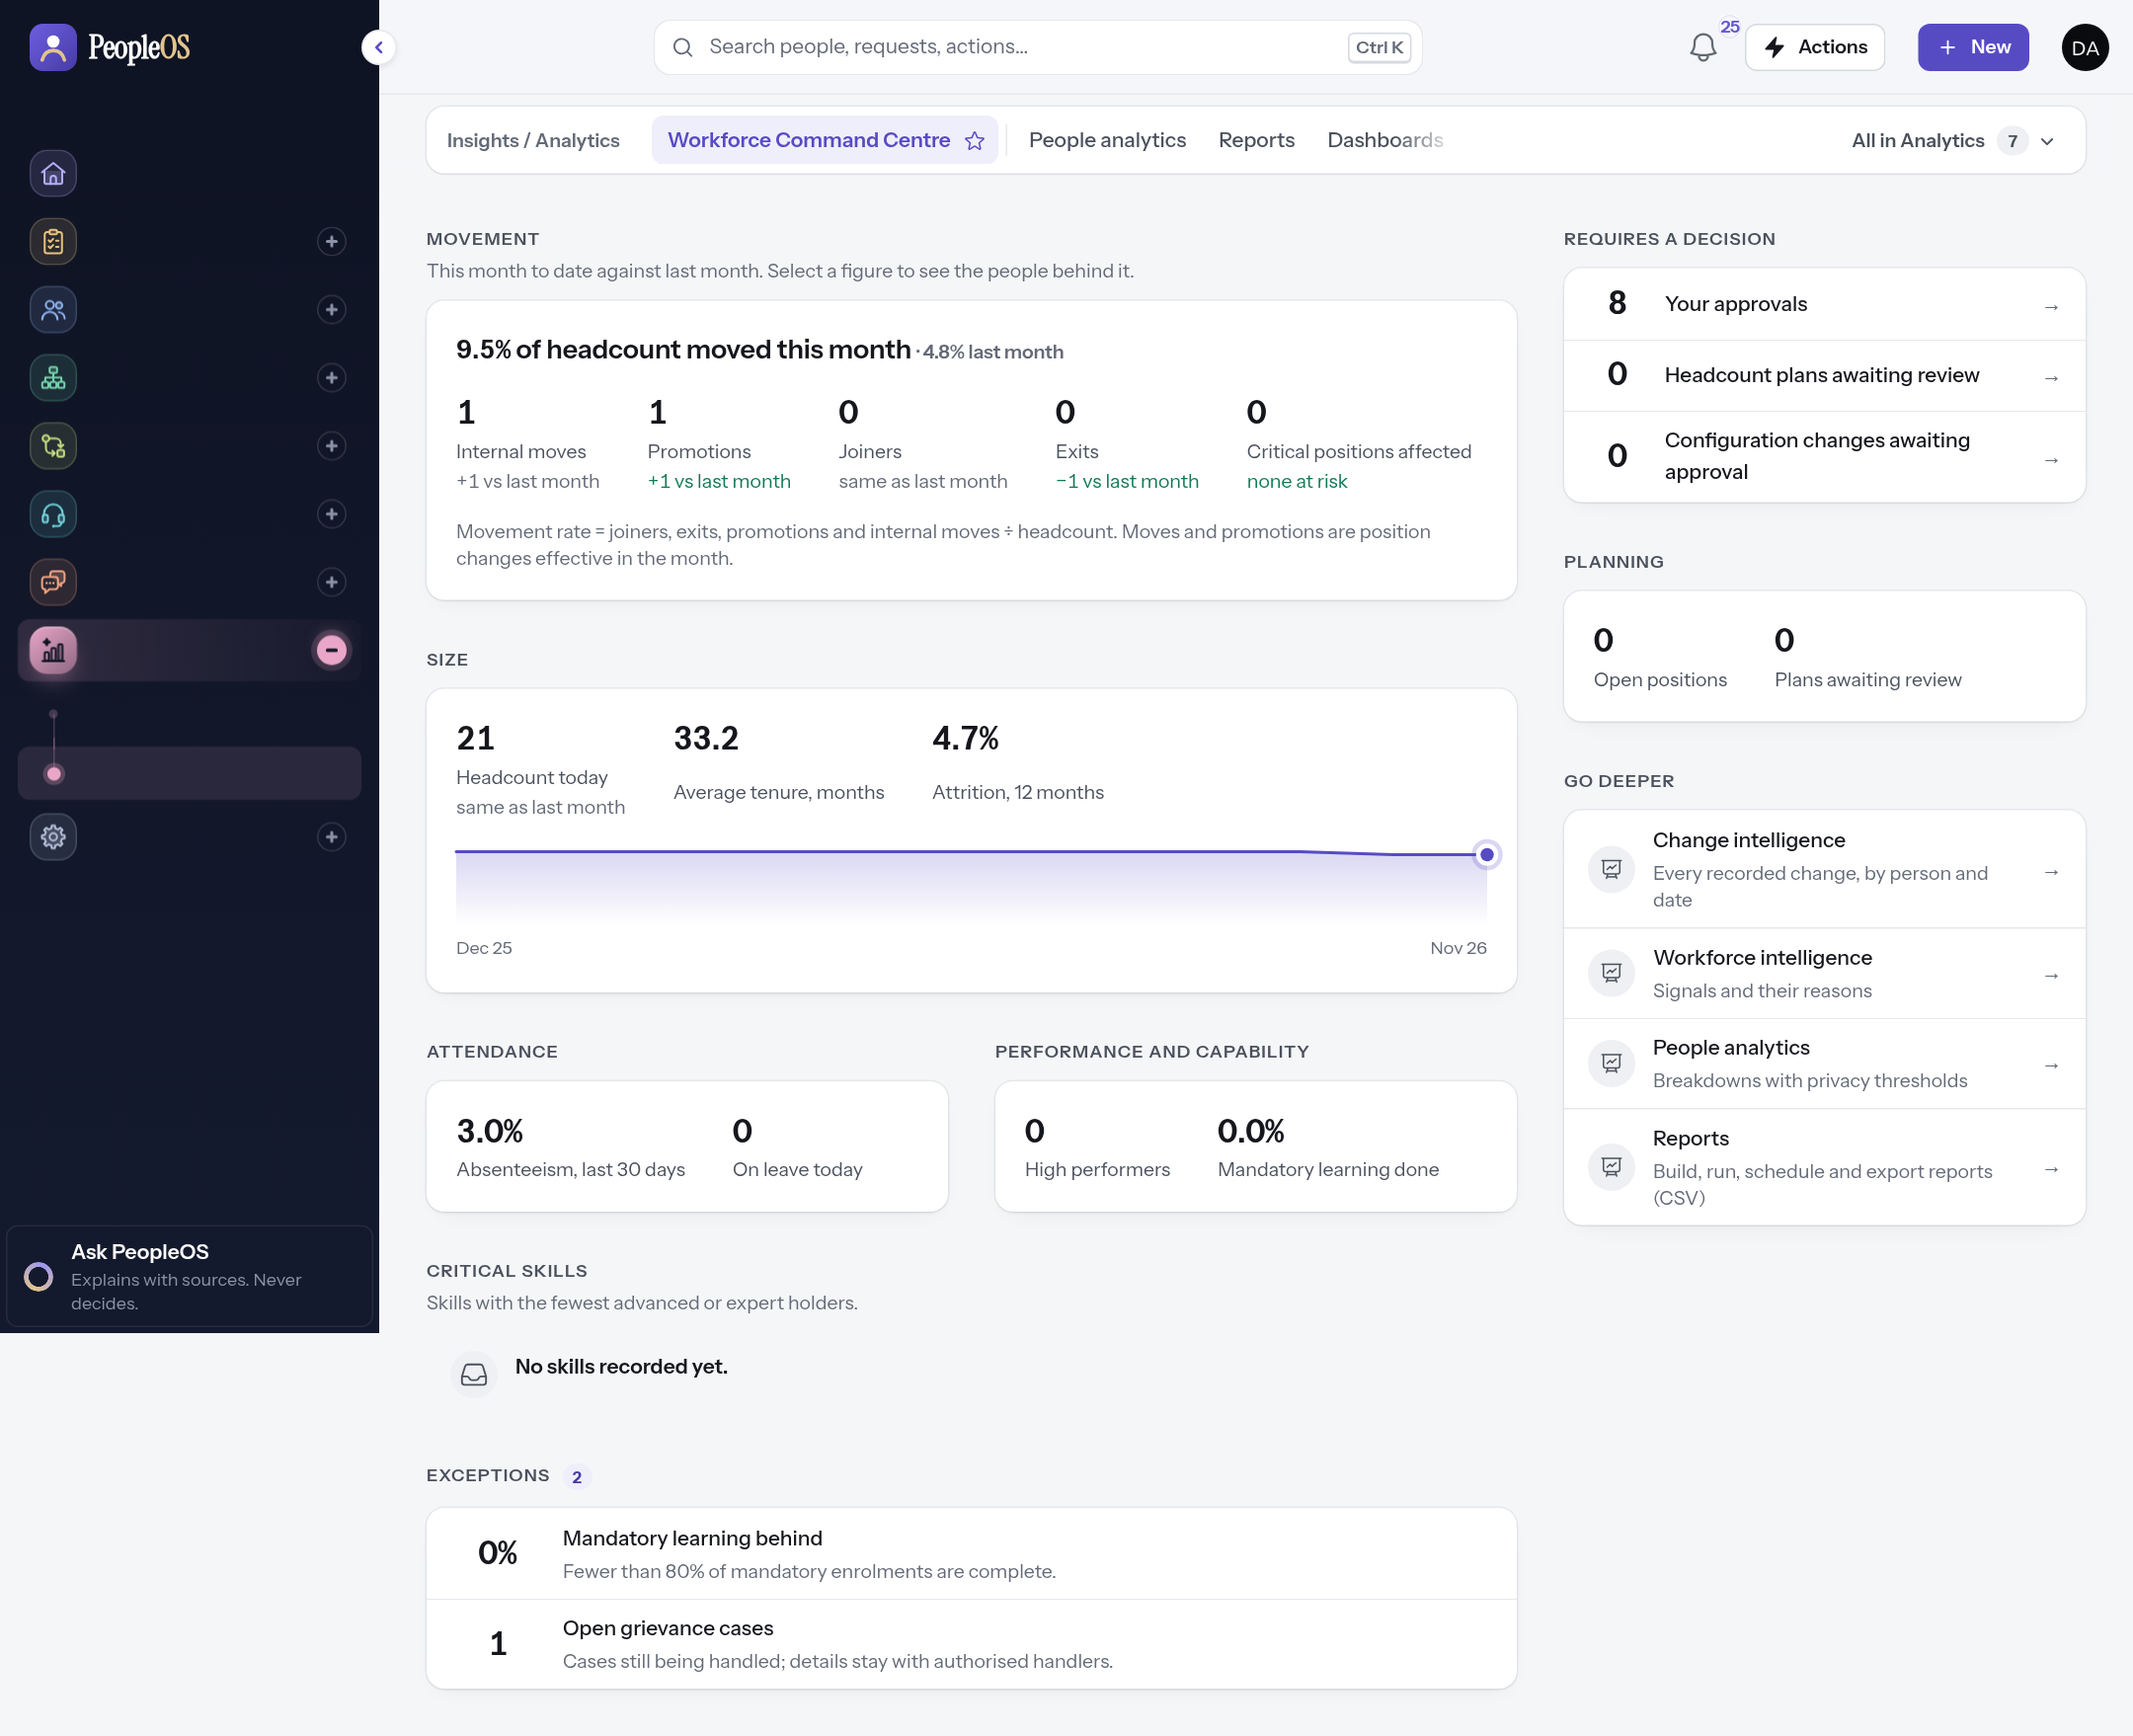 PeopleOS
Search people, requests, actions...
Ctrl K
25
Actions
+ New
DA
Insights / Analytics
Workforce Command Centre
People analytics
Reports
Dashboards
All in Analytics 7
MOVEMENT
This month to date against last month. Select a figure to see the people behind it.
9.5% of headcount moved this month · 4.8% last month
1
Internal moves
+1 vs last month
1
Promotions
+1 vs last month
0
Joiners
same as last month
0
Exits
−1 vs last month
0
Critical positions affected
none at risk
Movement rate = joiners, exits, promotions and internal moves ÷ headcount. Moves and promotions are position
changes effective in the month.
SIZE
21
Headcount today
same as last month
33.2
Average tenure, months
4.7%
Attrition, 12 months
Dec 25
Nov 26
ATTENDANCE
3.0%
Absenteeism, last 30 days
0
On leave today
PERFORMANCE AND CAPABILITY
0
High performers
0.0%
Mandatory learning done
CRITICAL SKILLS
Skills with the fewest advanced or expert holders.
No skills recorded yet.
EXCEPTIONS 2
0%
Mandatory learning behind
Fewer than 80% of mandatory enrolments are complete.
1
Open grievance cases
Cases still being handled; details stay with authorised handlers.
REQUIRES A DECISION
8 Your approvals →
0 Headcount plans awaiting review →
0 Configuration changes awaiting
approval →
PLANNING
0
Open positions
0
Plans awaiting review
GO DEEPER
Change intelligence
Every recorded change, by person and
date
→
Workforce intelligence
Signals and their reasons
→
People analytics
Breakdowns with privacy thresholds
→
Reports
Build, run, schedule and export reports
(CSV)
→
Ask PeopleOS
Explains with sources. Never
decides.